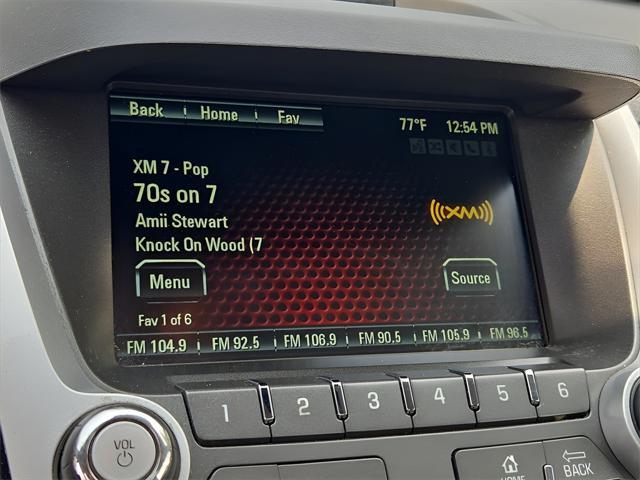 Back Home Fav
77°F 12:54 PM
XM 7 - Pop
70s on 7
Amii Stewart
Knock On Wood (7
XM
Menu Source
Fav 1 of 6
FM 104.9 FM 92.5 FM 106.9 FM 90.5 FM 105.9 FM 96.5
1 2 3 4 5 6
VOL
HOME BACK